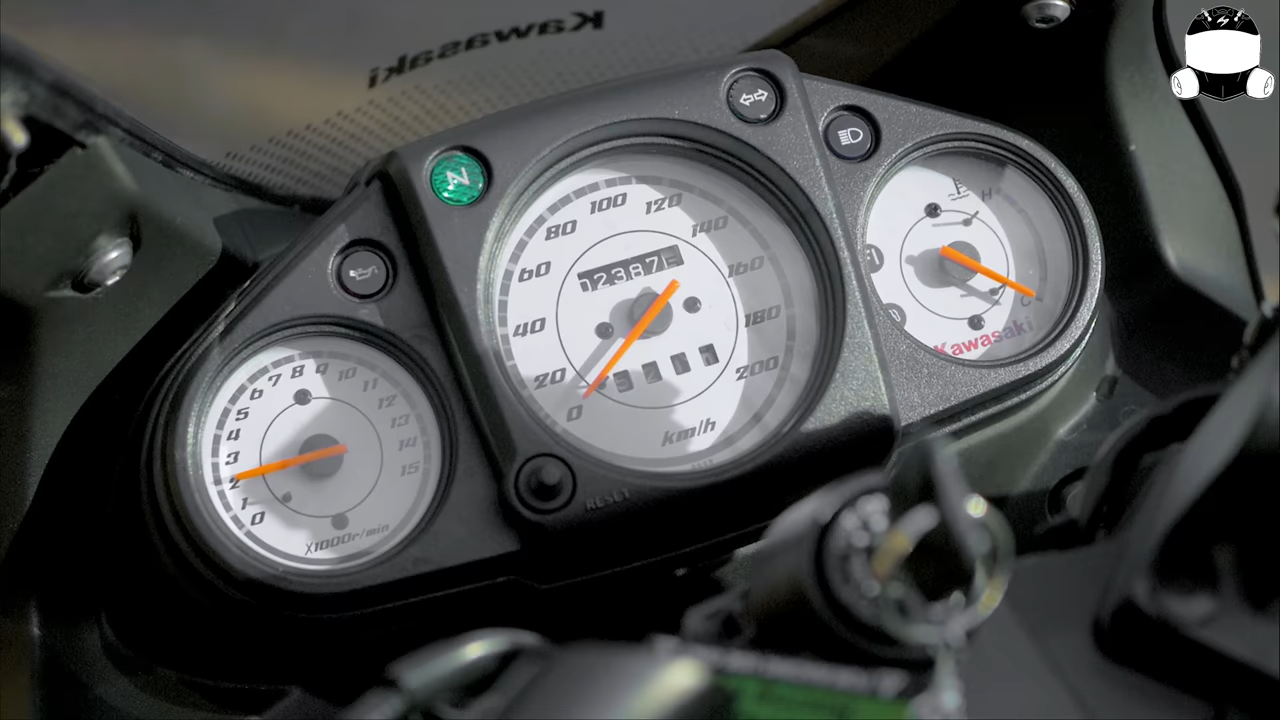 Kawasaki
N
80 100 120 140
60 160
40 180
20 200
0
02387
km/h
RESET
0 1 2 3 4 5 6 7 8 9 10 11 12 13 14 15
X1000r/min
H
C
Kawasaki